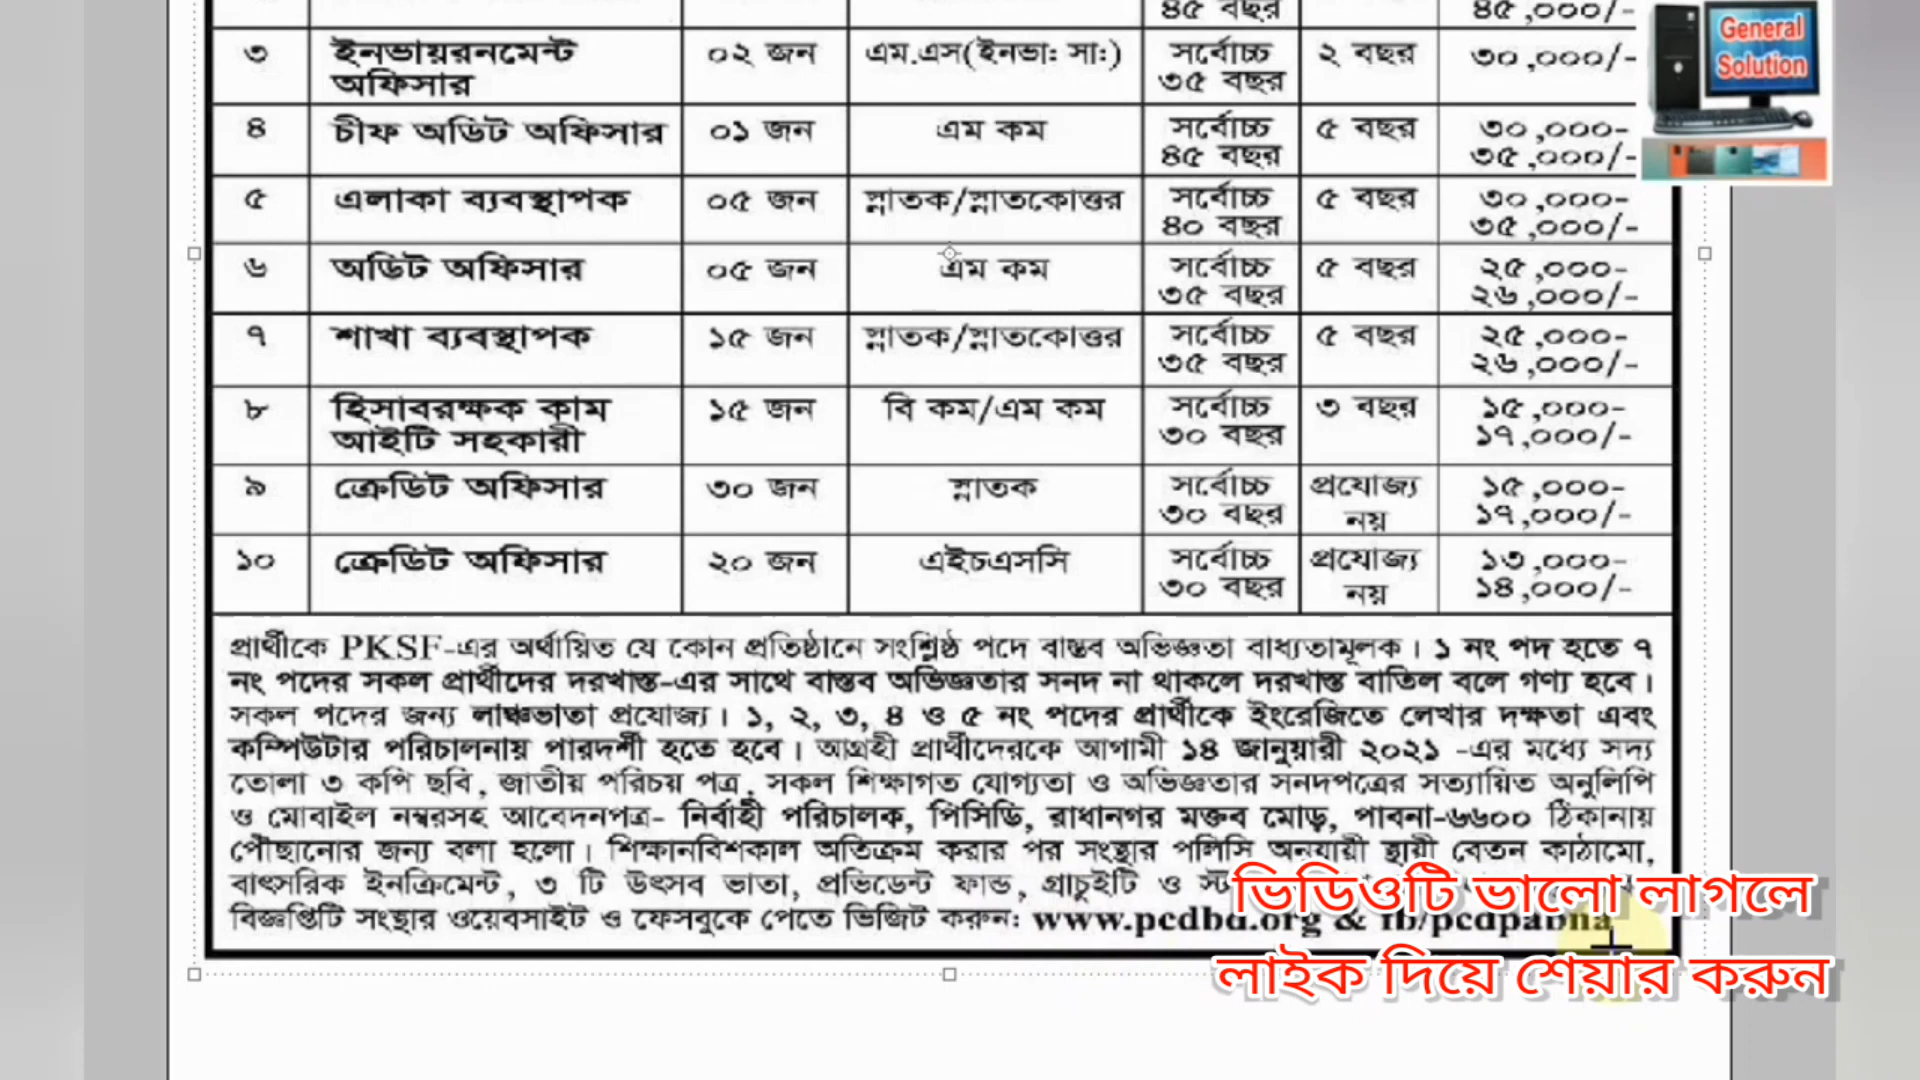 ৪৫ বছর ৪৫,০০০/-
৩ ইনভায়রনমেন্ট অফিসার ০২ জন এম.এস(ইনভাঃ সাঃ) সর্বোচ্চ ৩৫ বছর ২ বছর ৩০,০০০/-
৪ চীফ অডিট অফিসার ০১ জন এম কম সর্বোচ্চ ৪৫ বছর ৫ বছর ৩০,০০০- ৩৫,০০০/-
৫ এলাকা ব্যবস্থাপক ০৫ জন স্নাতক/স্নাতকোত্তর সর্বোচ্চ ৪০ বছর ৫ বছর ৩০,০০০- ৩৫,০০০/-
৬ অডিট অফিসার ০৫ জন এম কম সর্বোচ্চ ৩৫ বছর ৫ বছর ২৫,০০০- ২৬,০০০/-
৭ শাখা ব্যবস্থাপক ১৫ জন স্নাতক/স্নাতকোত্তর সর্বোচ্চ ৩৫ বছর ৫ বছর ২৫,০০০- ২৬,০০০/-
৮ হিসাবরক্ষক কাম আইটি সহকারী ১৫ জন বি কম/এম কম সর্বোচ্চ ৩০ বছর ৩ বছর ১৫,০০০- ১৭,০০০/-
৯ ক্রেডিট অফিসার ৩০ জন স্নাতক সর্বোচ্চ ৩০ বছর প্রযোজ্য নয় ১৫,০০০- ১৭,০০০/-
১০ ক্রেডিট অফিসার ২০ জন এইচএসসি সর্বোচ্চ ৩০ বছর প্রযোজ্য নয় ১৩,০০০- ১৪,০০০/-
প্রার্থীকে PKSF-এর অর্থায়িত যে কোন প্রতিষ্ঠানে সংশ্লিষ্ঠ পদে বাস্তব অভিজ্ঞতা বাধ্যতামূলক। ১ নং পদ হতে ৭
নং পদের সকল প্রার্থীদের দরখাস্ত-এর সাথে বাস্তব অভিজ্ঞতার সনদ না থাকলে দরখাস্ত বাতিল বলে গণ্য হবে।
সকল পদের জন্য লাঞ্চভাতা প্রযোজ্য। ১, ২, ৩, ৪ ও ৫ নং পদের প্রার্থীকে ইংরেজিতে লেখার দক্ষতা এবং
কম্পিউটার পরিচালনায় পারদর্শী হতে হবে। আগ্রহী প্রার্থীদেরকে আগামী ১৪ জানুয়ারী ২০২১ -এর মধ্যে সদ্য
তোলা ৩ কপি ছবি, জাতীয় পরিচয় পত্র, সকল শিক্ষাগত যোগ্যতা ও অভিজ্ঞতার সনদপত্রের সত্যায়িত অনুলিপি
ও মোবাইল নম্বরসহ আবেদনপত্র- নির্বাহী পরিচালক, পিসিডি, রাধানগর মক্তব মোড়, পাবনা-৬৬০০ ঠিকানায়
পৌঁছানোর জন্য বলা হলো। শিক্ষানবিশকাল অতিক্রম করার পর সংস্থার পলিসি অনুযায়ী স্থায়ী বেতন কাঠামো,
বাৎসরিক ইনক্রিমেন্ট, ৩ টি উৎসব ভাতা, প্রভিডেন্ট ফান্ড, গ্রাচুইটি ও
বিজ্ঞপ্তিটি সংস্থার ওয়েবসাইট ও ফেসবুকে পেতে ভিজিট করুন: www.pcdbd.org & fb/pcdpabna
General
Solution
ভিডিওটি ভালো লাগলে
লাইক দিয়ে শেয়ার করুন